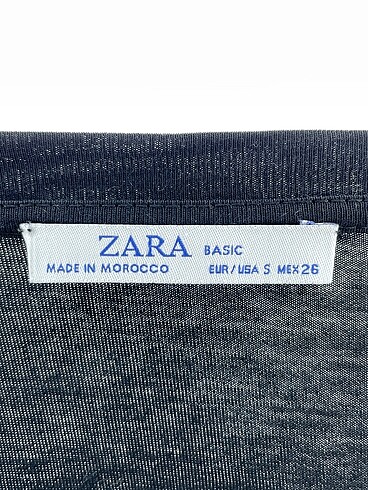 ZARA BASIC
MADE IN MOROCCO EUR/USA S MEX 26